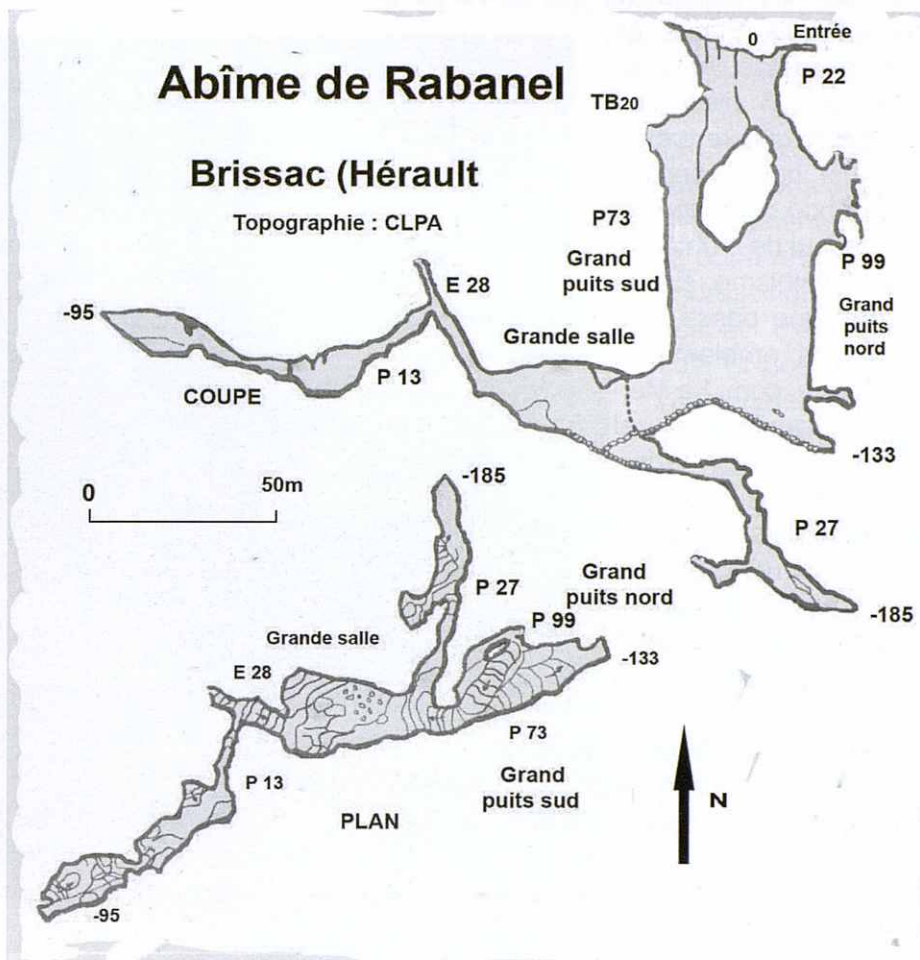 0
Entrée
Abîme de Rabanel
P 22
TB20
Brissac (Hérault
Topographie : CLPA
P73
Grand
puits sud
P 99
Grand
puits
nord
E 28
-95
Grande salle
P 13
COUPE
-133
0
50m
-185
P 27
-185
Grand
puits nord
P 27
P 99
Grande salle
-133
E 28
P 73
P 13
Grand
puits sud
N
PLAN
-95